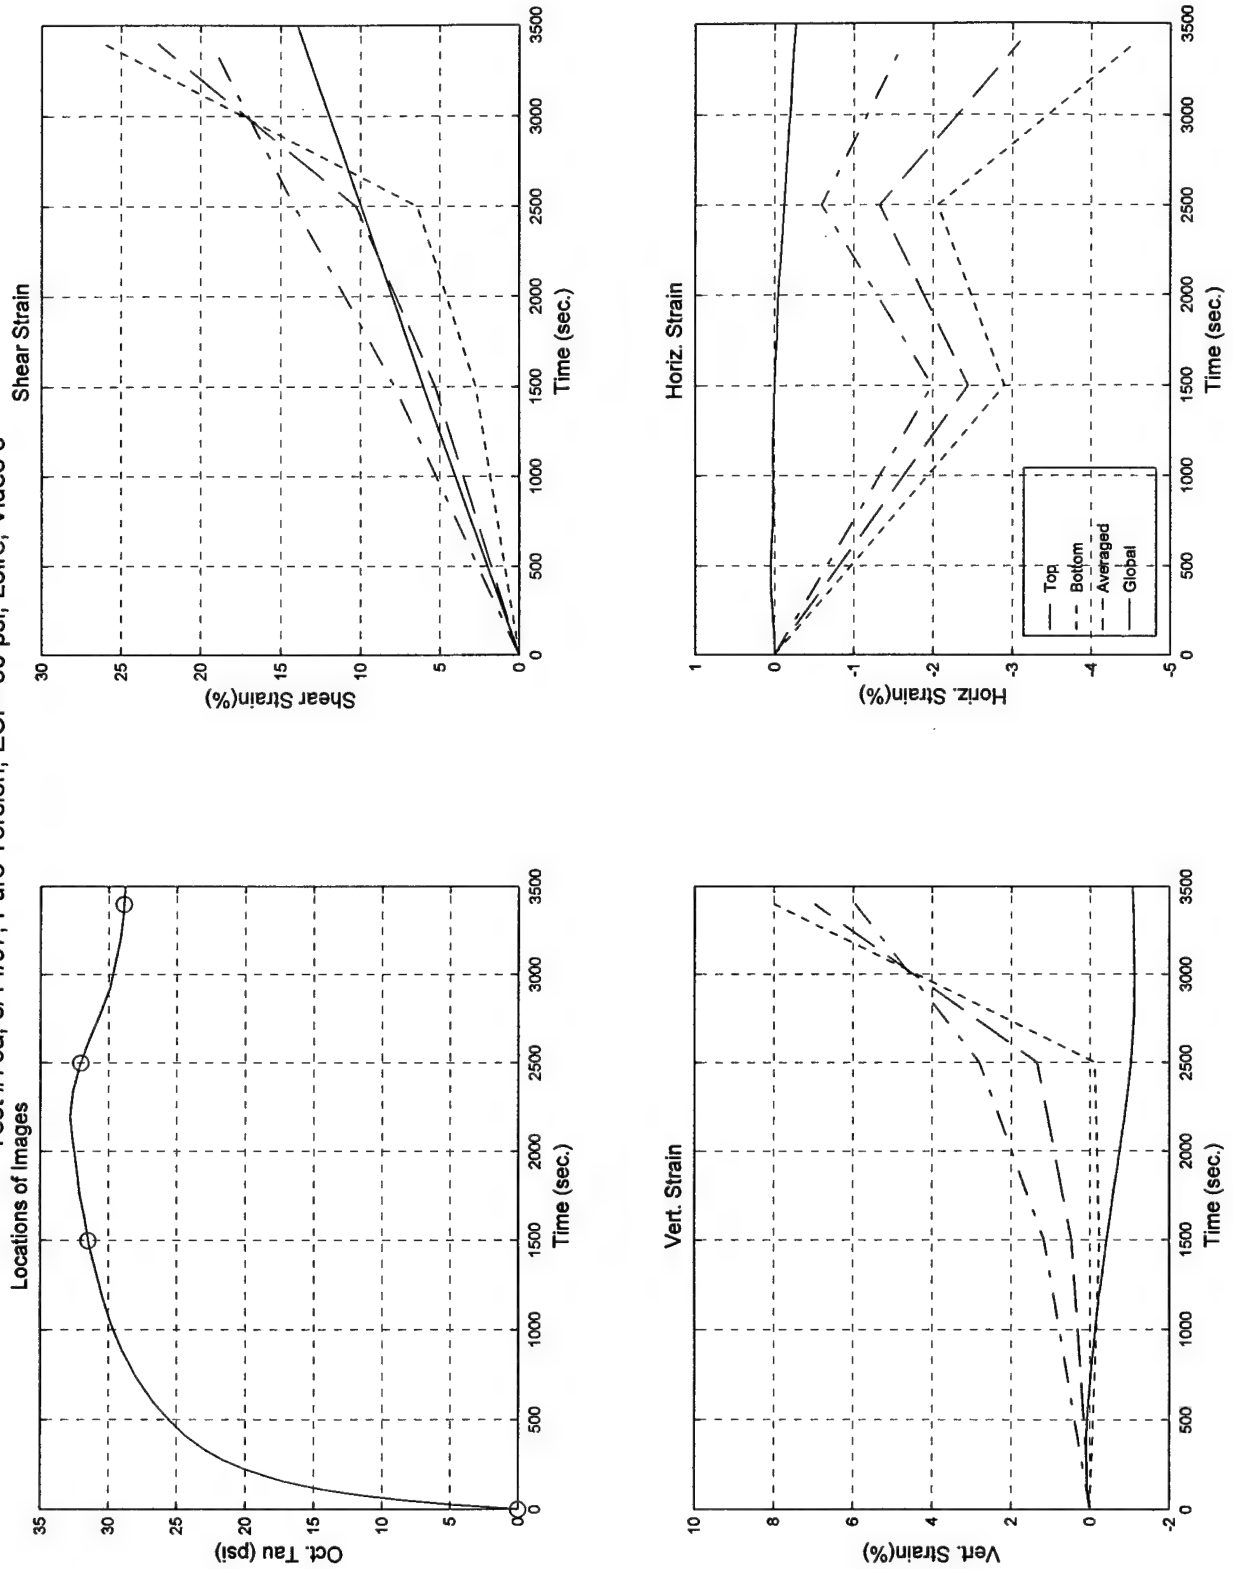 Pure Torsion, psi, Video
Locations of Images
35
30
25
20
15
10
5
0
Oct. Tau (psi)
0 500 1000 1500 2000 2500 3000 3500
Time (sec.)
Shear Strain
30
25
20
15
10
5
0
Shear Strain(%)
0 500 1000 1500 2000 2500 3000 3500
Time (sec.)
Vert. Strain
10
8
6
4
2
0
-2
Vert. Strain(%)
0 500 1000 1500 2000 2500 3000 3500
Time (sec.)
Horiz. Strain
1
0
-1
-2
-3
-4
-5
Horiz. Strain(%)
Top
Bottom
Averaged
Global
0 500 1000 1500 2000 2500 3000 3500
Time (sec.)